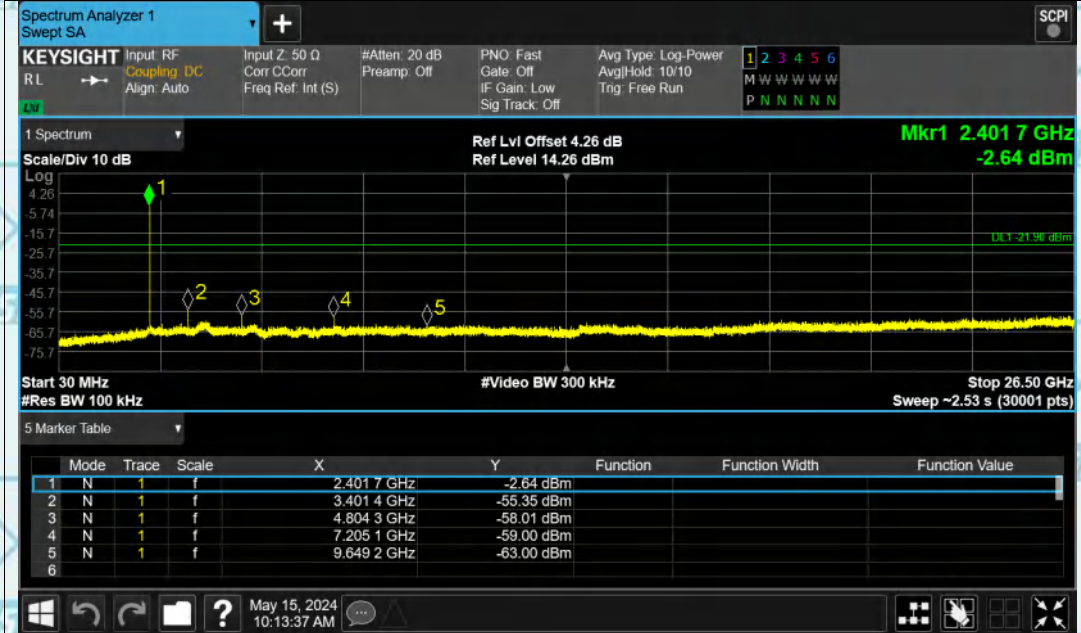 Spectrum Analyzer 1
Swept SA
+
SCPI
KEYSIGHT
RL
LXI
Input: RF
Coupling: DC
Align: Auto
Input Z: 50 Ω
Corr CCorr
Freq Ref: Int (S)
#Atten: 20 dB
Preamp: Off
PNO: Fast
Gate: Off
IF Gain: Low
Sig Track: Off
Avg Type: Log-Power
Avg|Hold: 10/10
Trig: Free Run
1 2 3 4 5 6
M W W W W W
P N N N N N
1 Spectrum
Scale/Div 10 dB
Ref Lvl Offset 4.26 dB
Ref Level 14.26 dBm
Mkr1 2.401 7 GHz
-2.64 dBm
Log
4.26
-5.74
-15.7
-25.7
-35.7
-45.7
-55.7
-65.7
-75.7
1
2
3
4
5
DL1 -21.90 dBm
Start 30 MHz
#Res BW 100 kHz
#Video BW 300 kHz
Stop 26.50 GHz
Sweep ~2.53 s (30001 pts)
5 Marker Table
Mode Trace Scale X Y Function Function Width Function Value
1 N 1 f 2.401 7 GHz -2.64 dBm
2 N 1 f 3.401 4 GHz -55.35 dBm
3 N 1 f 4.804 3 GHz -58.01 dBm
4 N 1 f 7.205 1 GHz -59.00 dBm
5 N 1 f 9.649 2 GHz -63.00 dBm
6
?
May 15, 2024
10:13:37 AM